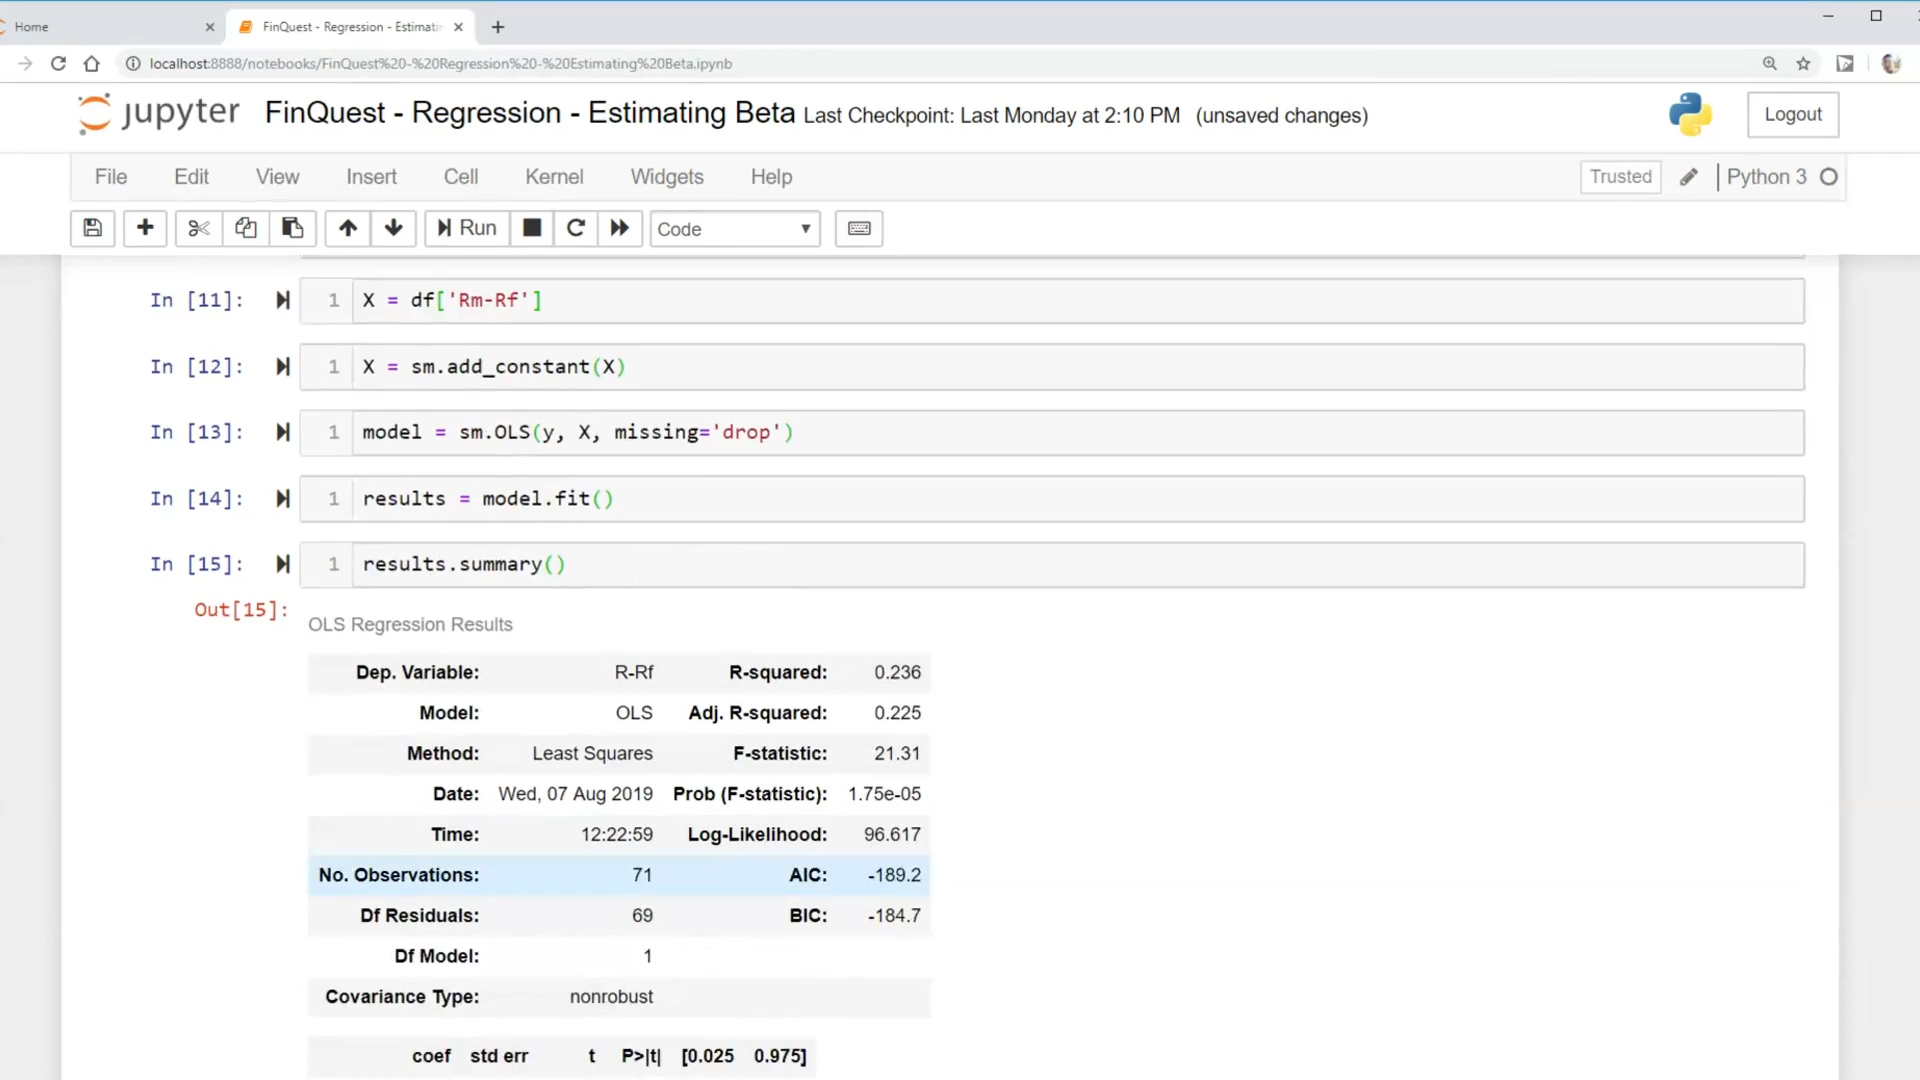 Home
FinQuest - Regression - Estimati
localhost:8888/notebooks/FinQuest%20-%20Regression%20-%20Estimating%20Beta.ipynb
jupyter FinQuest - Regression - Estimating Beta Last Checkpoint: Last Monday at 2:10 PM (unsaved changes) Logout
File Edit View Insert Cell Kernel Widgets Help Trusted Python 3
Run Code
In [11]: 1 X = df['Rm-Rf']
In [12]: 1 X = sm.add_constant(X)
In [13]: 1 model = sm.OLS(y, X, missing='drop')
In [14]: 1 results = model.fit()
In [15]: 1 results.summary()
Out[15]:
OLS Regression Results
Dep. Variable: R-Rf R-squared: 0.236
Model: OLS Adj. R-squared: 0.225
Method: Least Squares F-statistic: 21.31
Date: Wed, 07 Aug 2019 Prob (F-statistic): 1.75e-05
Time: 12:22:59 Log-Likelihood: 96.617
No. Observations: 71 AIC: -189.2
Df Residuals: 69 BIC: -184.7
Df Model: 1
Covariance Type: nonrobust
coef std err t P>|t| [0.025 0.975]